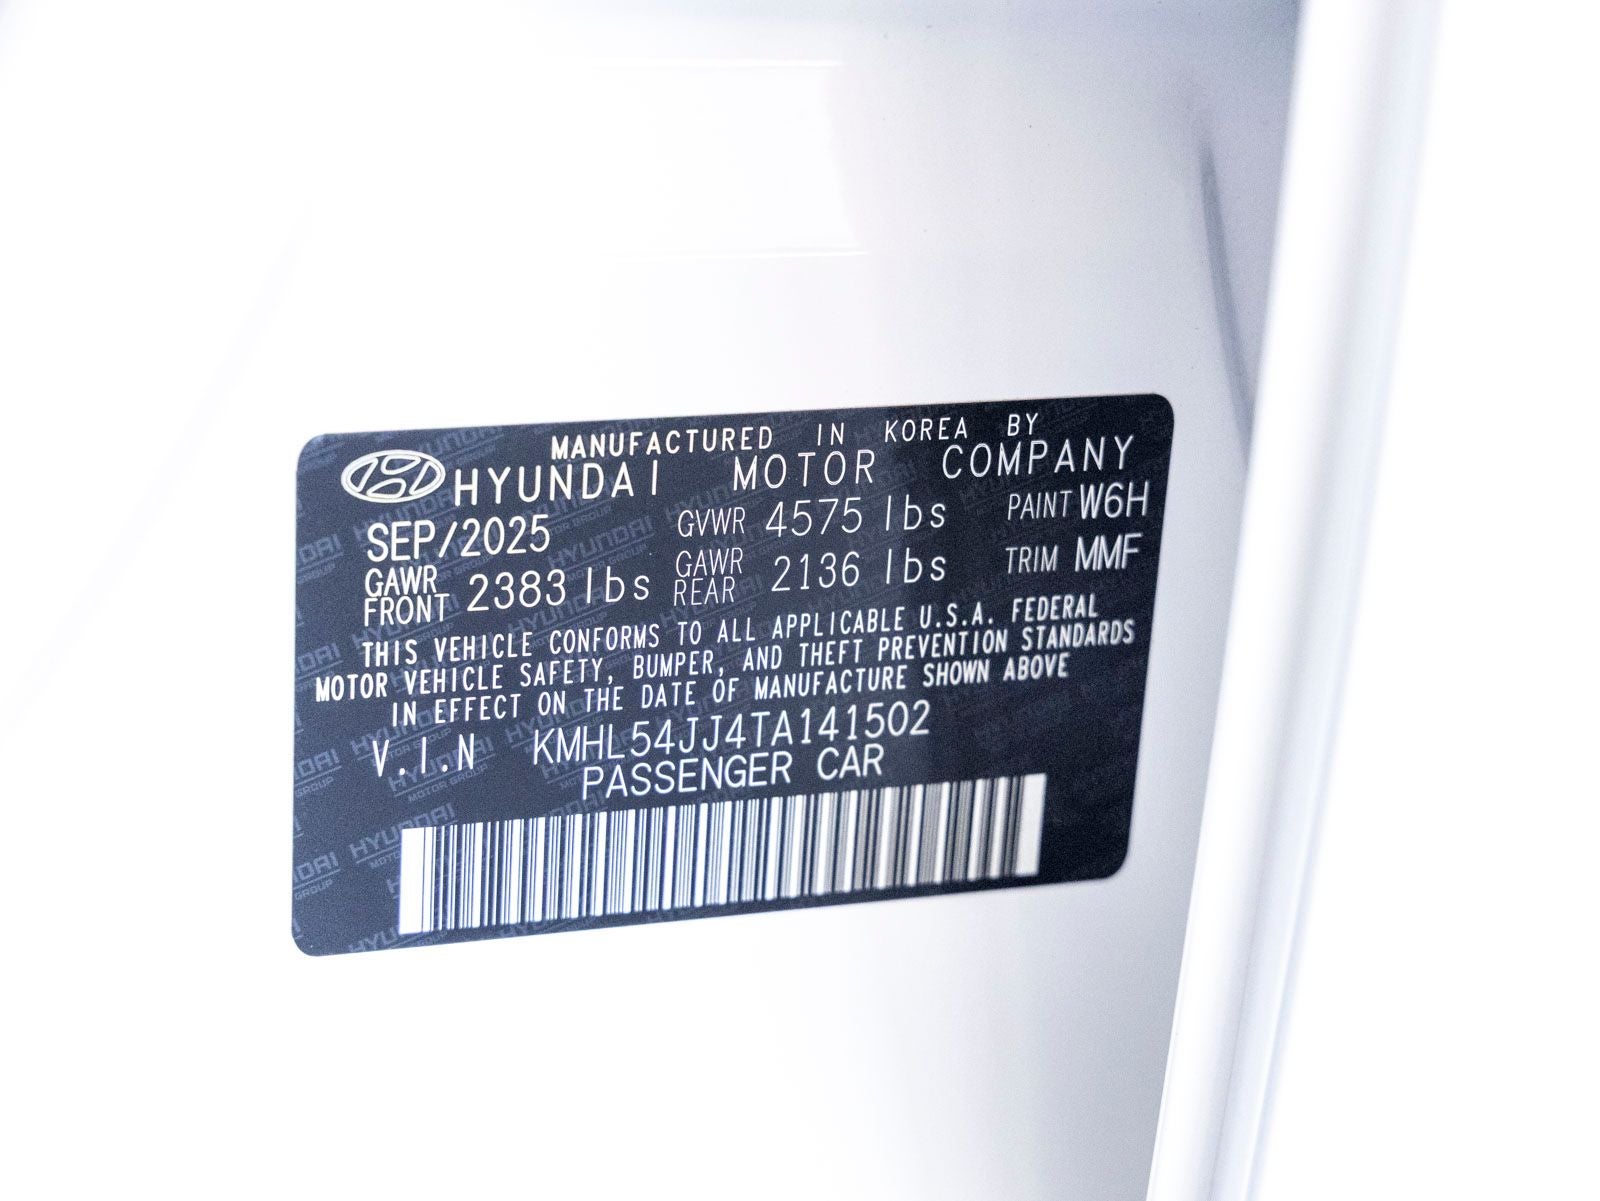 MANUFACTURED IN KOREA BY
HYUNDAI MOTOR COMPANY
SEP/2025 GVWR 4575 lbs PAINT W6H
GAWR FRONT 2383 lbs GAWR REAR 2136 lbs TRIM MMF
THIS VEHICLE CONFORMS TO ALL APPLICABLE U.S.A. FEDERAL
MOTOR VEHICLE SAFETY, BUMPER, AND THEFT PREVENTION STANDARDS
IN EFFECT ON THE DATE OF MANUFACTURE SHOWN ABOVE
V.I.N KMHL54JJ4TA141502
PASSENGER CAR